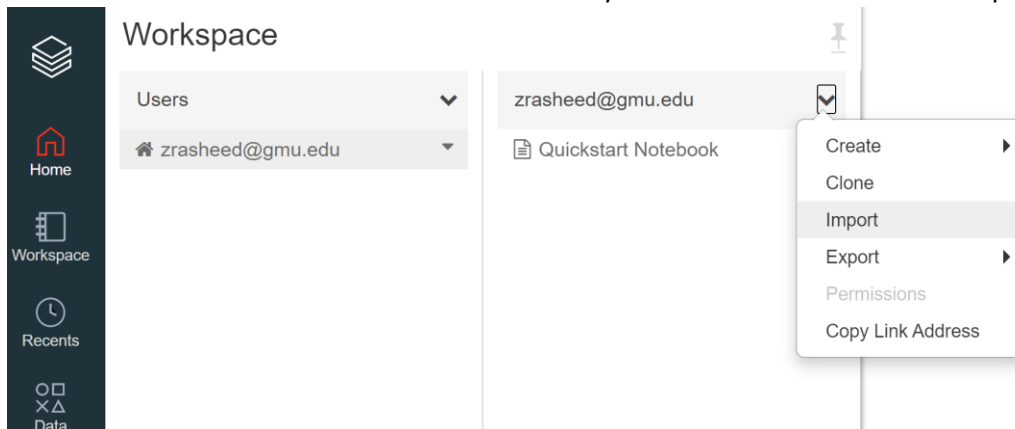 Workspace
Users
zrasheed@gmu.edu
zrasheed@gmu.edu
Quickstart Notebook
Create
Clone
Import
Export
Permissions
Copy Link Address
Home
Workspace
Recents
Data